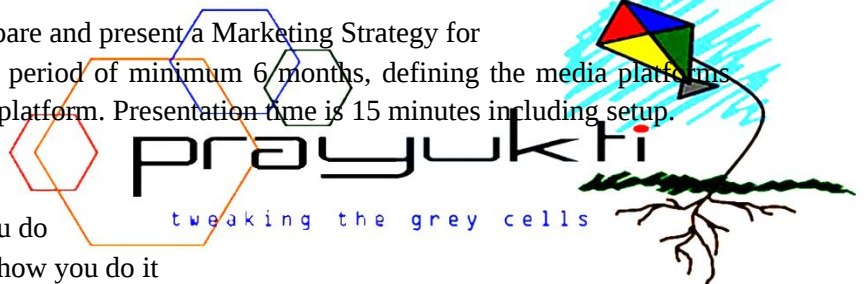 pare and present a Marketing Strategy for
period of minimum 6 months, defining the media platforms
platform. Presentation time is 15 minutes including setup.
prayukti
tweaking the grey cells
u do
how you do it